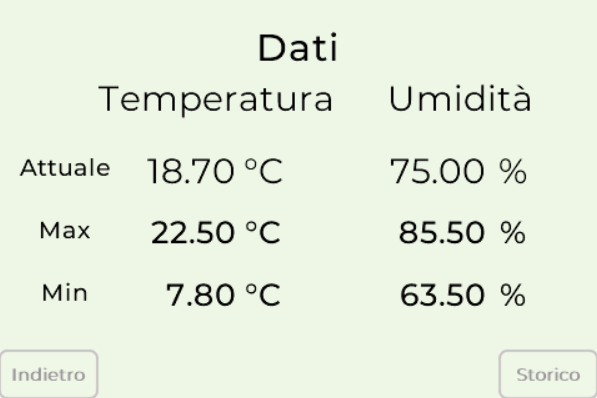 Dati
Temperatura Umidità
Attuale 18.70 °C 75.00 %
Max 22.50 °C 85.50 %
Min 7.80 °C 63.50 %
Indietro Storico